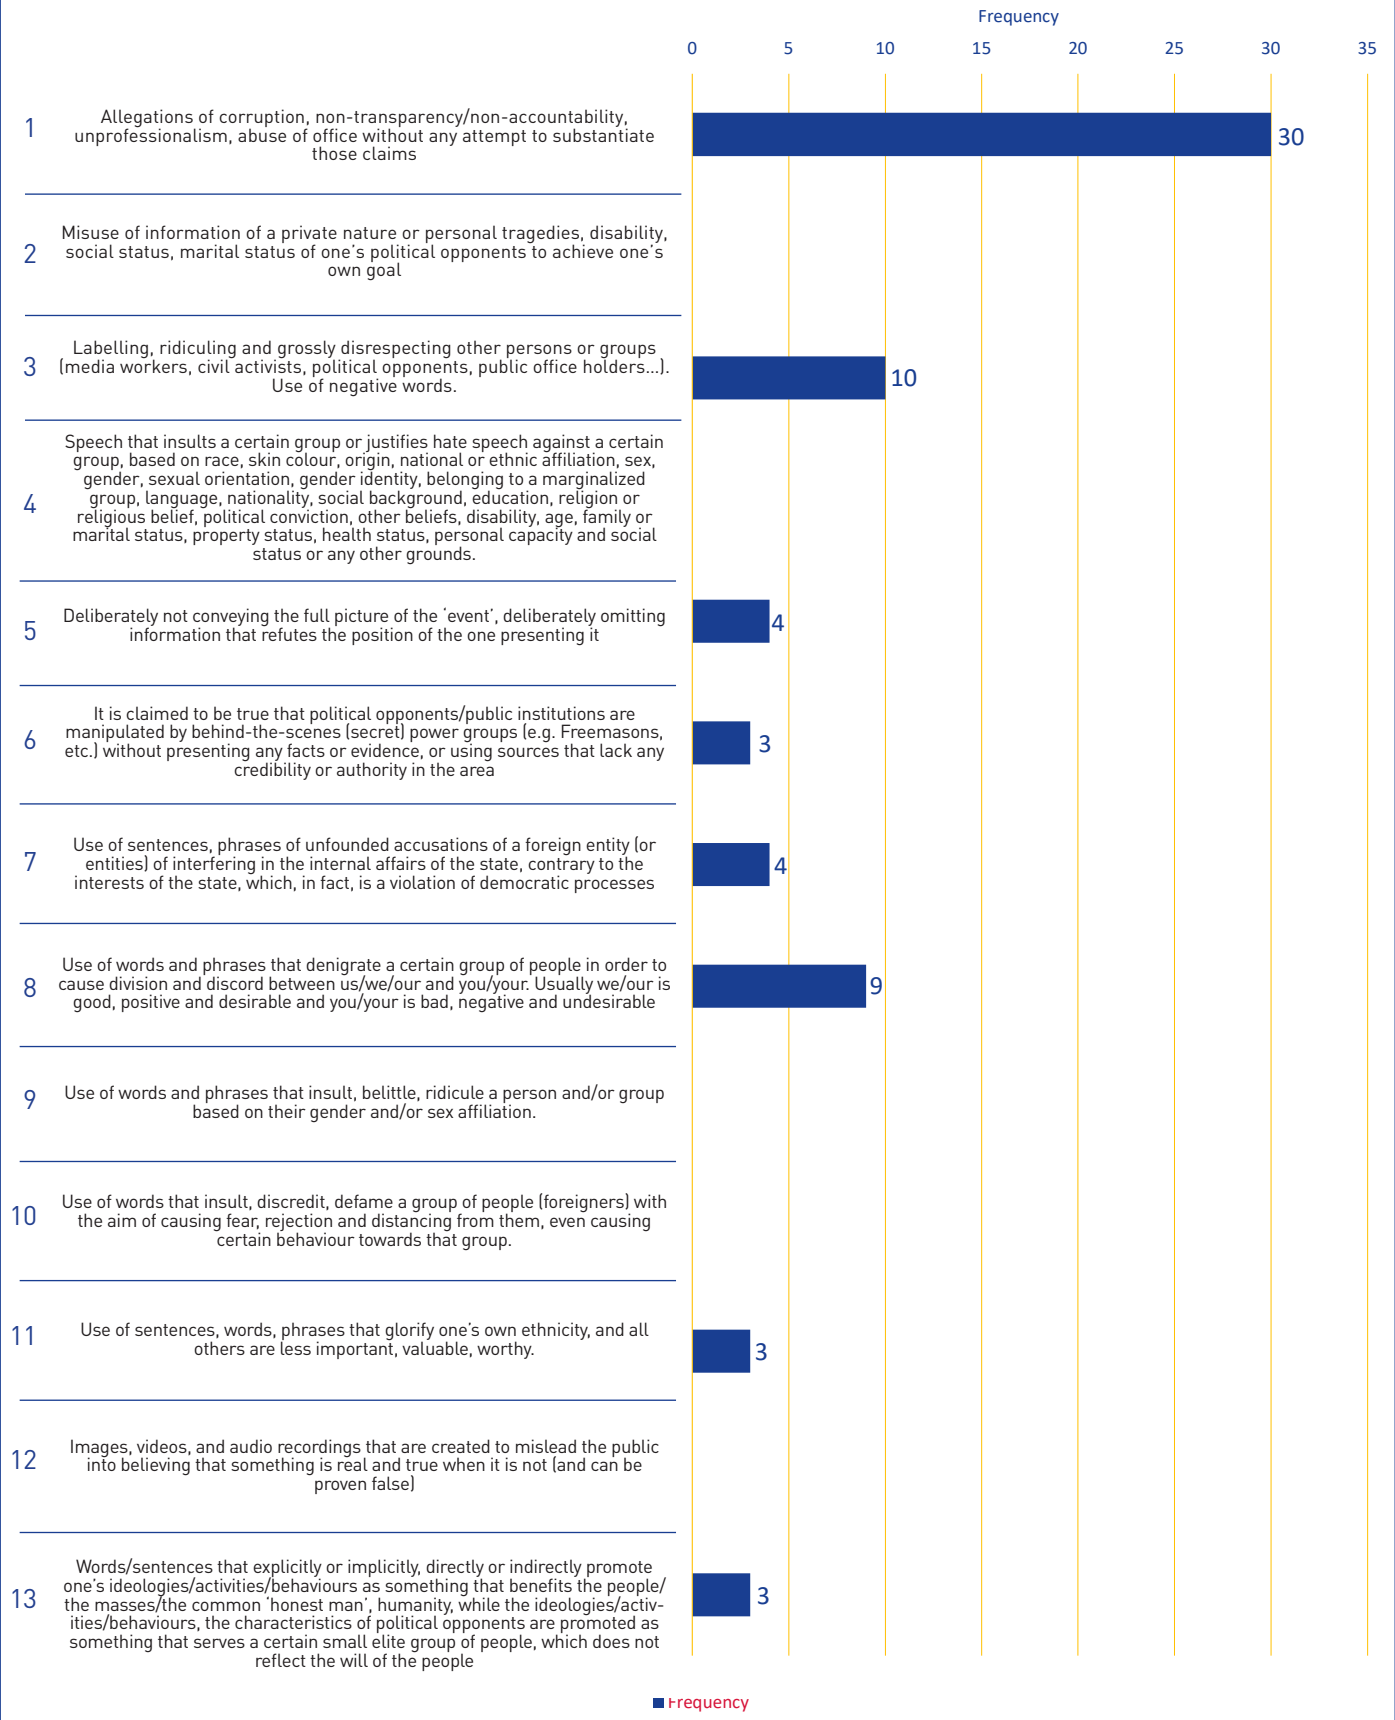 Frequency
0 5 10 15 20 25 30 35
1
Allegations of corruption, non-transparency/non-accountability,
unprofessionalism, abuse of office without any attempt to substantiate
those claims
30
2
Misuse of information of a private nature or personal tragedies, disability,
social status, marital status of one's political opponents to achieve one's
own goal
3
Labelling, ridiculing and grossly disrespecting other persons or groups
(media workers, civil activists, political opponents, public office holders...).
Use of negative words.
10
4
Speech that insults a certain group or justifies hate speech against a certain
group, based on race, skin colour, origin, national or ethnic affiliation, sex,
gender, sexual orientation, gender identity, belonging to a marginalized
group, language, nationality, social background, education, religion or
religious belief, political conviction, other beliefs, disability, age, family or
marital status, property status, health status, personal capacity and social
status or any other grounds.
5
Deliberately not conveying the full picture of the 'event', deliberately omitting
information that refutes the position of the one presenting it
4
6
It is claimed to be true that political opponents/public institutions are
manipulated by behind-the-scenes (secret) power groups (e.g. Freemasons,
etc.) without presenting any facts or evidence, or using sources that lack any
credibility or authority in the area
3
7
Use of sentences, phrases of unfounded accusations of a foreign entity (or
entities) of interfering in the internal affairs of the state, contrary to the
interests of the state, which, in fact, is a violation of democratic processes
4
8
Use of words and phrases that denigrate a certain group of people in order to
cause division and discord between us/we/our and you/your. Usually we/our is
good, positive and desirable and you/your is bad, negative and undesirable
9
9
Use of words and phrases that insult, belittle, ridicule a person and/or group
based on their gender and/or sex affiliation.
10
Use of words that insult, discredit, defame a group of people (foreigners) with
the aim of causing fear, rejection and distancing from them, even causing
certain behaviour towards that group.
11
Use of sentences, words, phrases that glorify one's own ethnicity, and all
others are less important, valuable, worthy.
3
12
Images, videos, and audio recordings that are created to mislead the public
into believing that something is real and true when it is not (and can be
proven false)
13
Words/sentences that explicitly or implicitly, directly or indirectly promote
one's ideologies/activities/behaviours as something that benefits the people/
the masses/the common 'honest man', humanity, while the ideologies/activ-
ities/behaviours, the characteristics of political opponents are promoted as
something that serves a certain small elite group of people, which does not
reflect the will of the people
3
Frequency